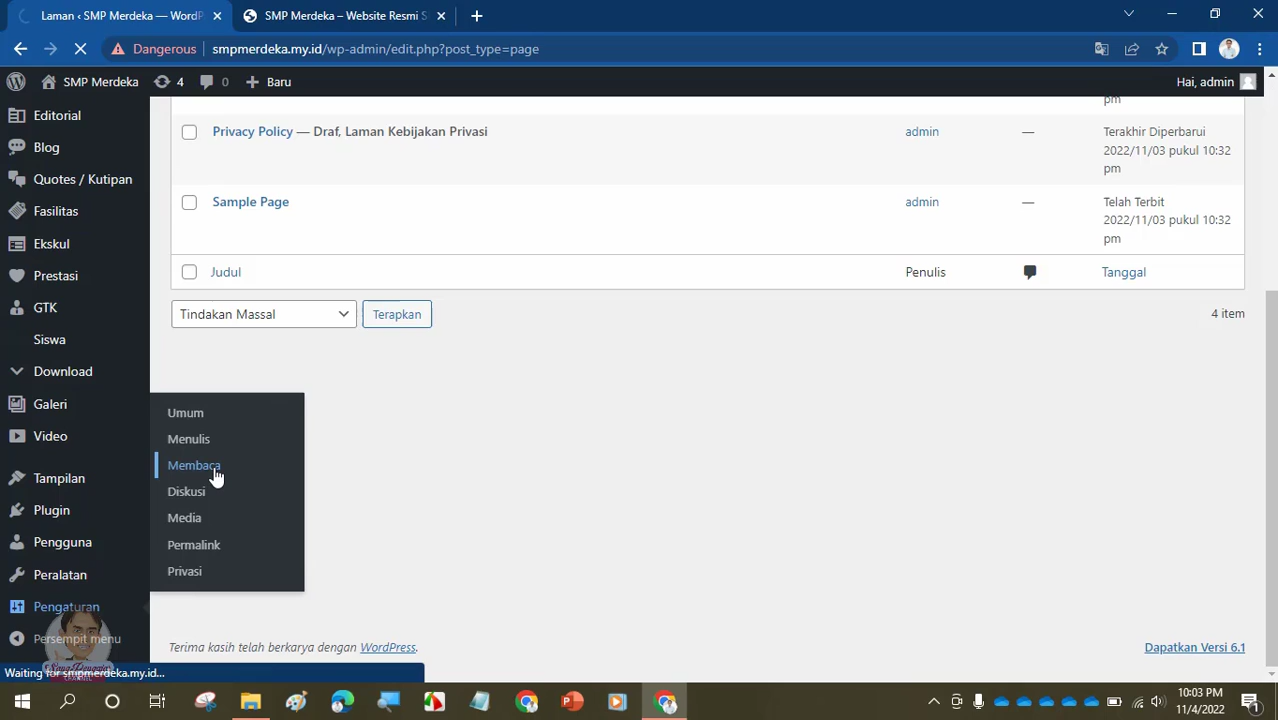 Laman ‹ SMP Merdeka — WordP
SMP Merdeka – Website Resmi S
Dangerous
smpmerdeka.my.id/wp-admin/edit.php?post_type=page
SMP Merdeka
4
0
Baru
Hai, admin
Editorial
Blog
Quotes / Kutipan
Fasilitas
Ekskul
Prestasi
GTK
Siswa
Download
Galeri
Video
Tampilan
Plugin
Pengguna
Peralatan
Pengaturan
Persempit menu
pm
Privacy Policy — Draf, Laman Kebijakan Privasi
admin
—
Terakhir Diperbarui
2022/11/03 pukul 10:32
pm
Sample Page
admin
—
Telah Terbit
2022/11/03 pukul 10:32
pm
Judul
Penulis
Tanggal
Tindakan Massal
Terapkan
4 item
Umum
Menulis
Membaca
Diskusi
Media
Permalink
Privasi
Terima kasih telah berkarya dengan WordPress.
Dapatkan Versi 6.1
Waiting for smpmerdeka.my.id...
10:03 PM
11/4/2022
1